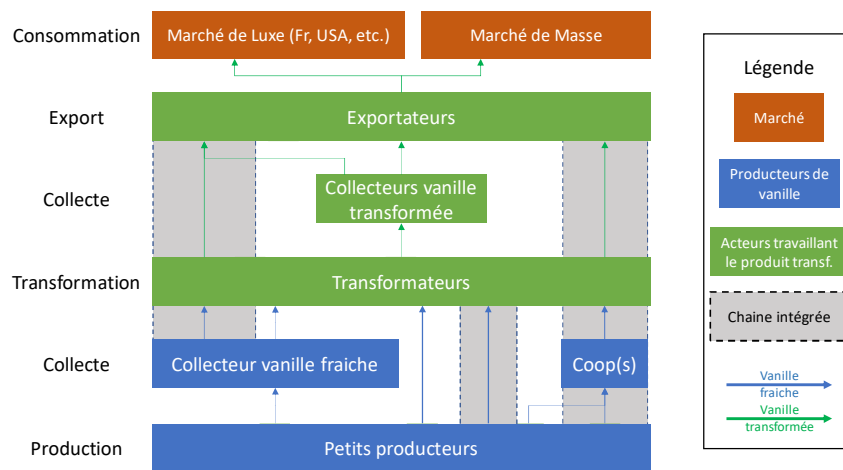 Consommation
Marché de Luxe (Fr, USA, etc.)
Marché de Masse
Export
Exportateurs
Collecte
Collecteurs vanille
transformée
Transformation
Transformateurs
Collecte
Collecteur vanille fraiche
Coop(s)
Production
Petits producteurs
Légende
Marché
Producteurs de
vanille
Acteurs travaillant
le produit transf.
Chaine intégrée
Vanille
fraiche
Vanille
transformée